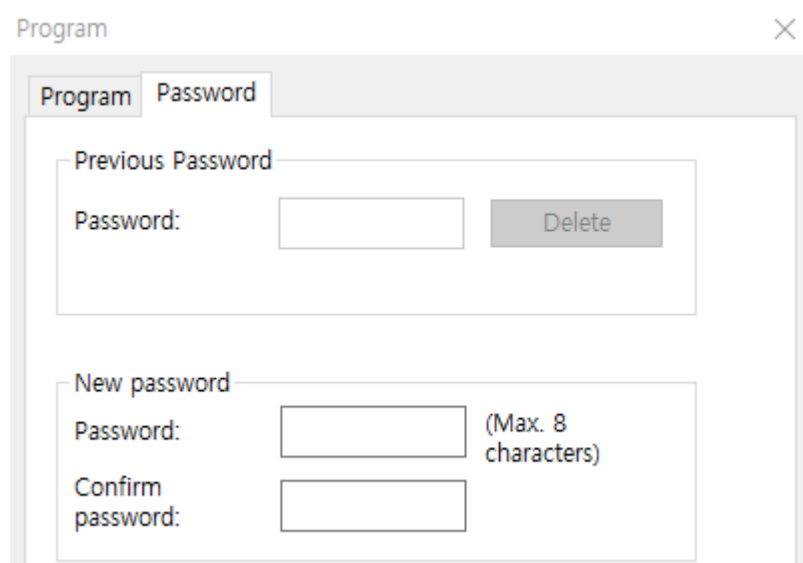 Program
Program Password
Previous Password
Password: Delete
New password
Password: (Max. 8
characters)
Confirm
password: